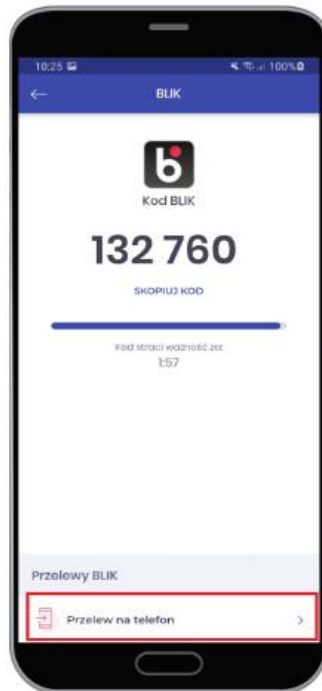 10:25 100%
BLIK
b
Kod BLIK
132 760
SKOPIUJ KOD
Kod straci ważność za:
1:57
Przelewy BLIK
Przelew na telefon